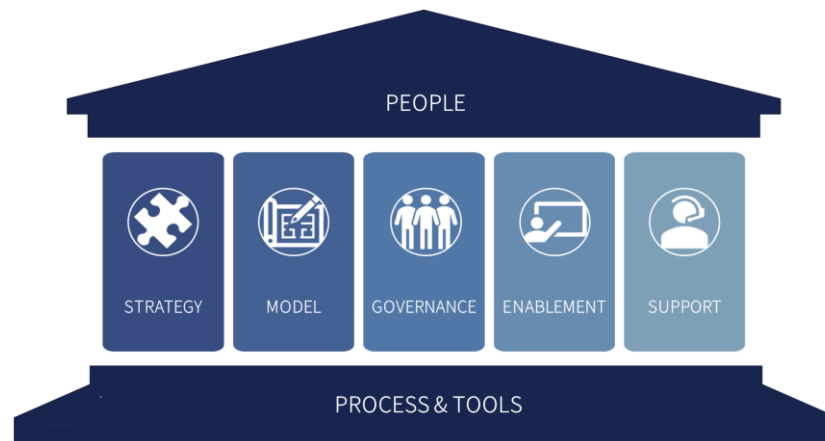 PEOPLE
STRATEGY
MODEL
GOVERNANCE
ENABLEMENT
SUPPORT
PROCESS & TOOLS